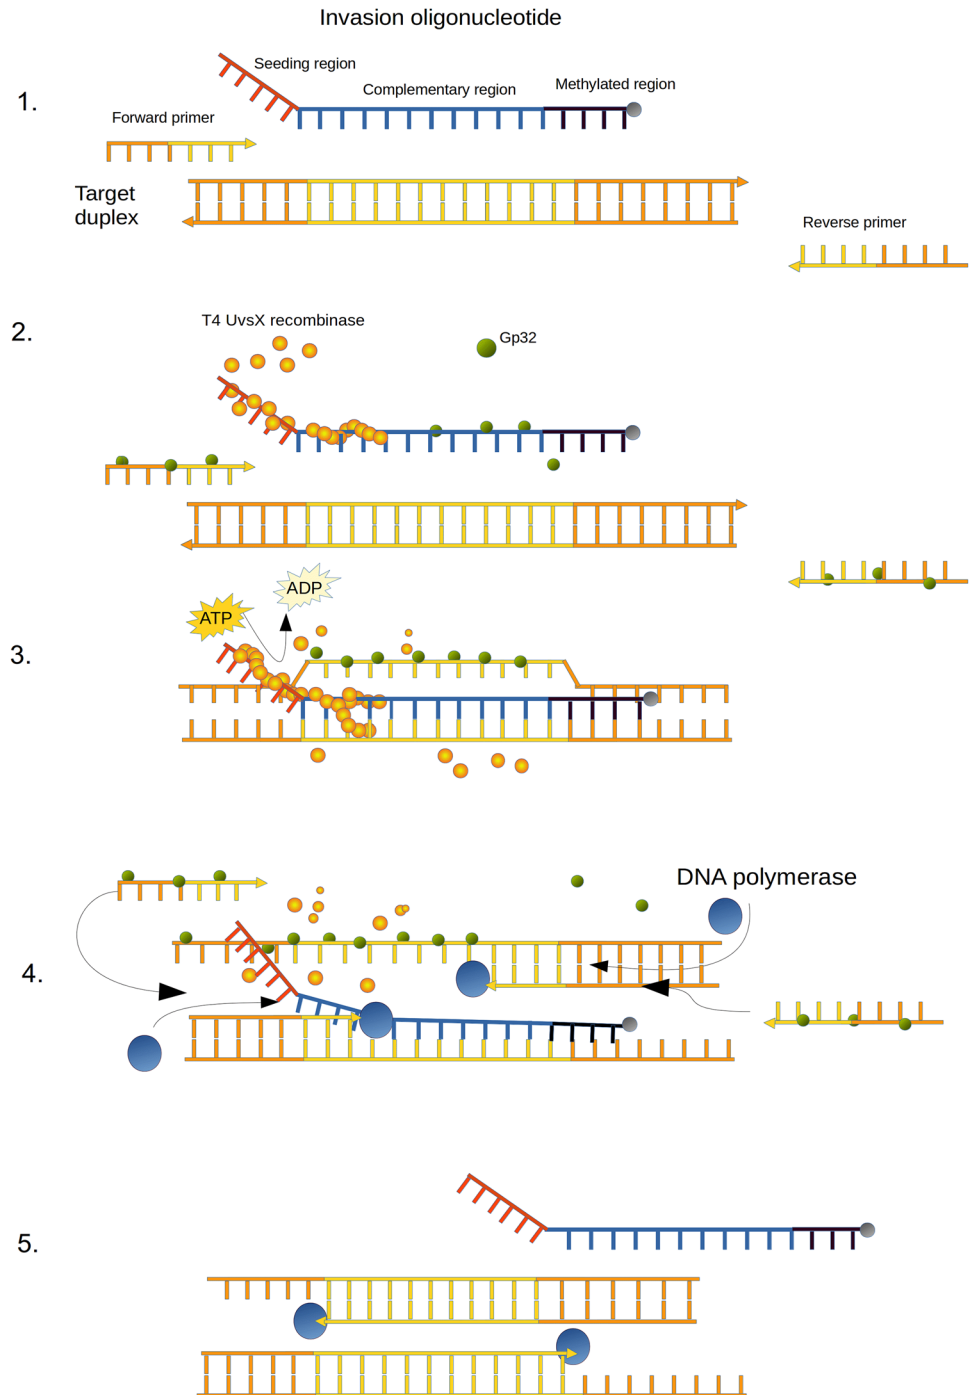 Invasion oligonucleotide
1.
Seeding region
Complementary region
Methylated region
Forward primer
Target
duplex
Reverse primer
2.
T4 UvsX recombinase
Gp32
3.
ATP
ADP
4.
DNA polymerase
5.